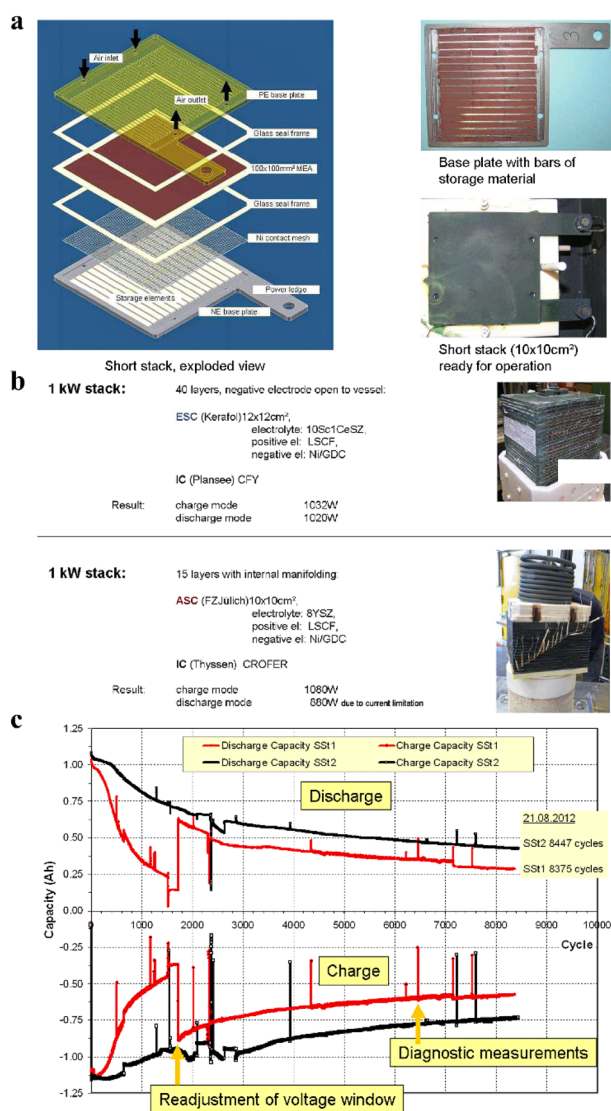 a
Air inlet
Air outlet
PE base plate
Glass seal frame
100x100mm² MEA
Glass seal frame
Ni contact mesh
Storage elements
Power ledge
NE base plate
Short stack, exploded view
3
Base plate with bars of
storage material
Short stack (10x10cm²)
ready for operation
b
1 kW stack:
40 layers, negative electrode open to vessel:
ESC (Kerafol)12x12cm²,
electrolyte: 10Sc1CeSZ,
positive el: LSCF,
negative el: Ni/GDC
IC (Plansee) CFY
Result:
charge mode 1032W
discharge mode 1020W
1 kW stack:
15 layers with internal manifolding:
ASC (FZJülich)10x10cm²,
electrolyte: 8YSZ,
positive el: LSCF,
negative el: Ni/GDC
IC (Thyssen) CROFER
Result:
charge mode 1080W
discharge mode 880W due to current limitation
c
Discharge Capacity SSt1
Charge Capacity SSt1
Discharge Capacity SSt2
Charge Capacity SSt2
Discharge
21.08.2012
SSt2 8447 cycles
SSt1 8375 cycles
Capacity (Ah)
1.25
1.00
0.75
0.50
0.25
0.00
-0.25
-0.50
-0.75
-1.00
-1.25
0 1000 2000 3000 4000 5000 6000 7000 8000 9000 10000
Cycle
Charge
Diagnostic measurements
Readjustment of voltage window